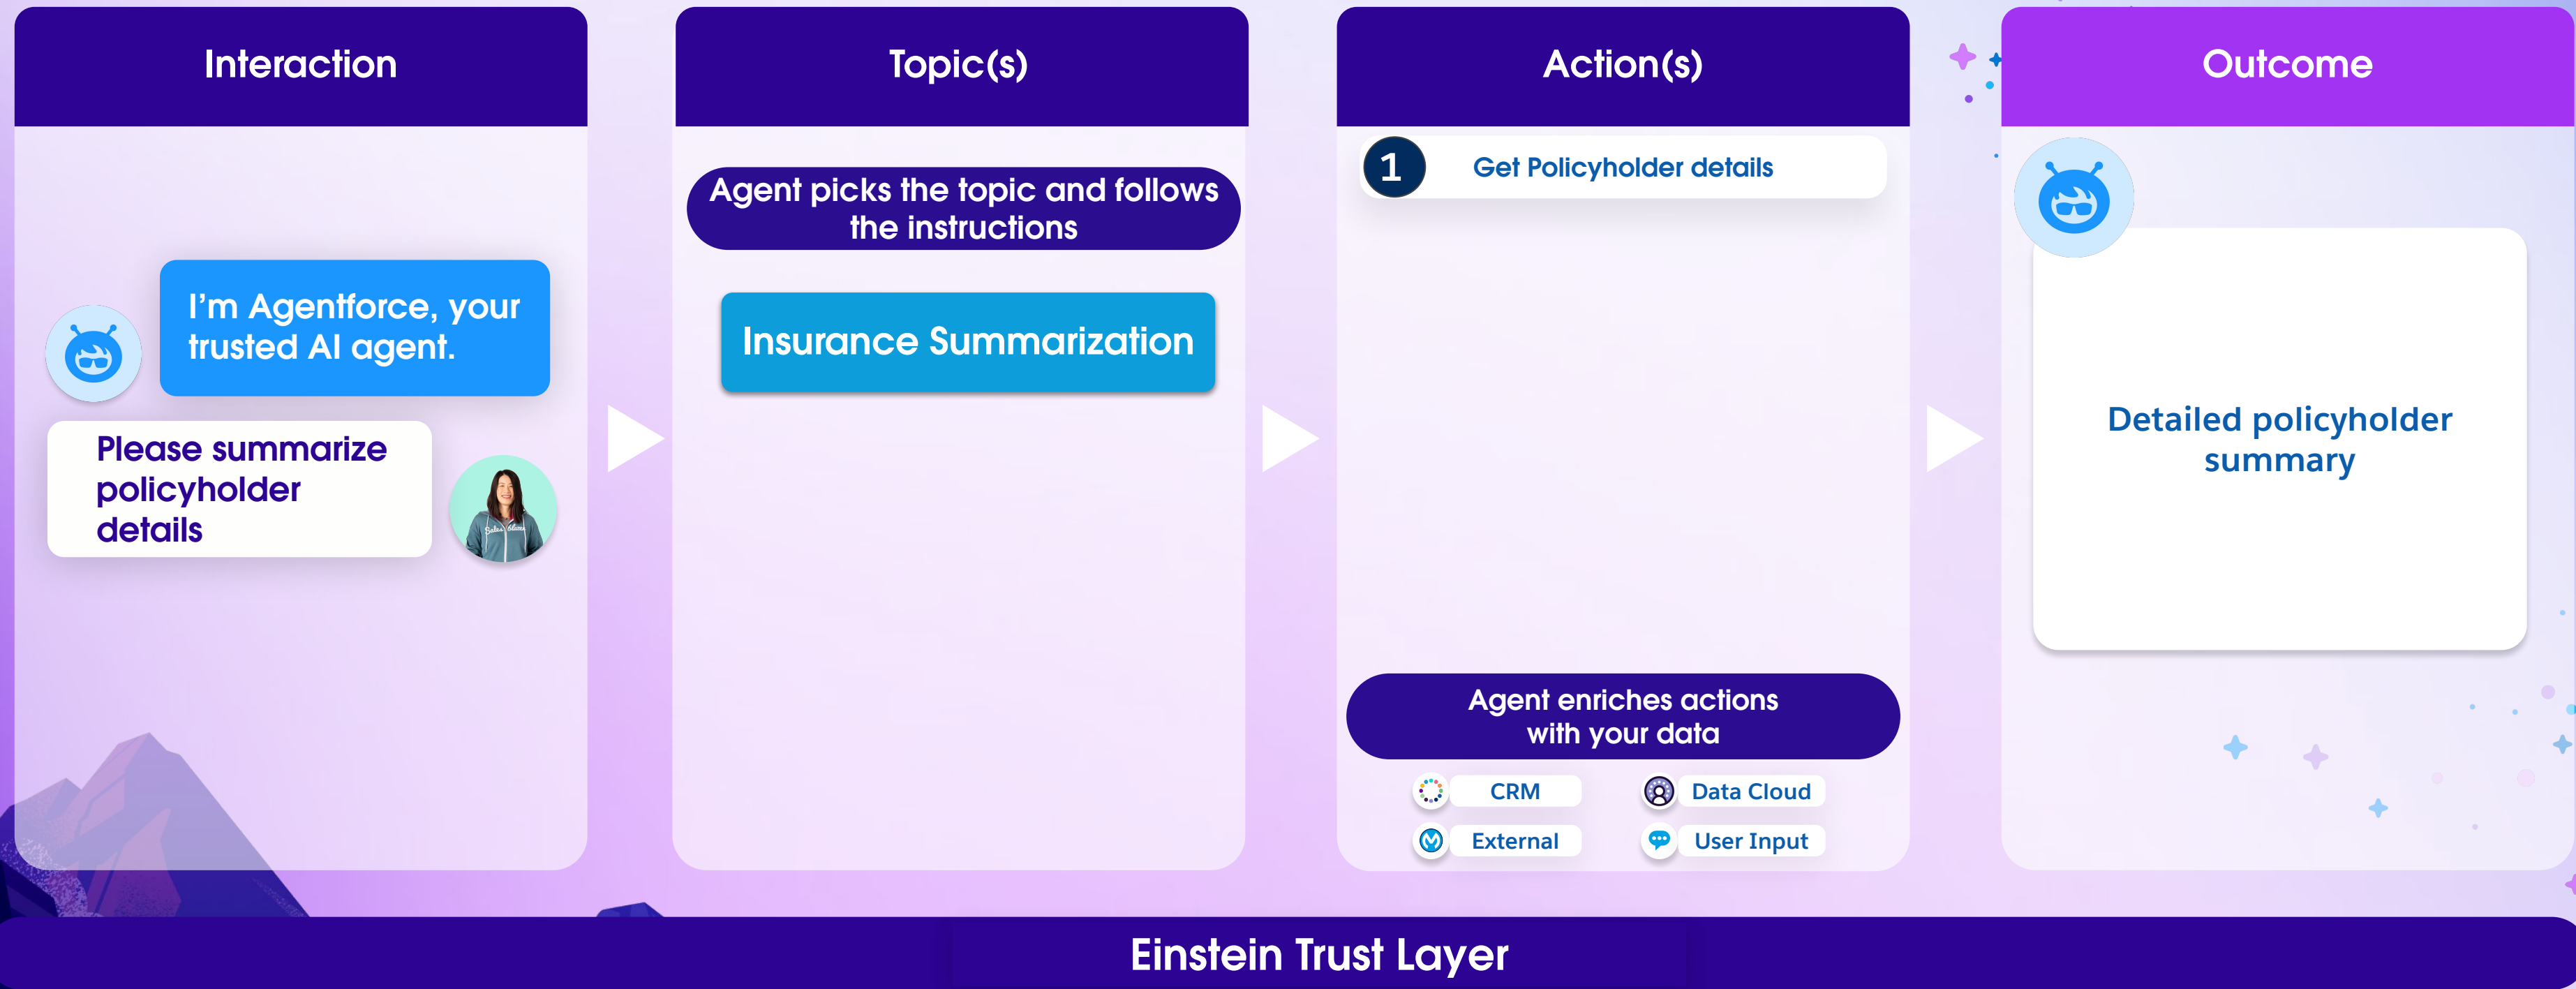 Interaction
I'm Agentforce, your
trusted AI agent.
Please summarize
policyholder
details
Topic(s)
Agent picks the topic and follows
the instructions
Insurance Summarization
Action(s)
1 Get Policyholder details
Agent enriches actions
with your data
CRM
Data Cloud
External
User Input
Outcome
Detailed policyholder
summary
Einstein Trust Layer